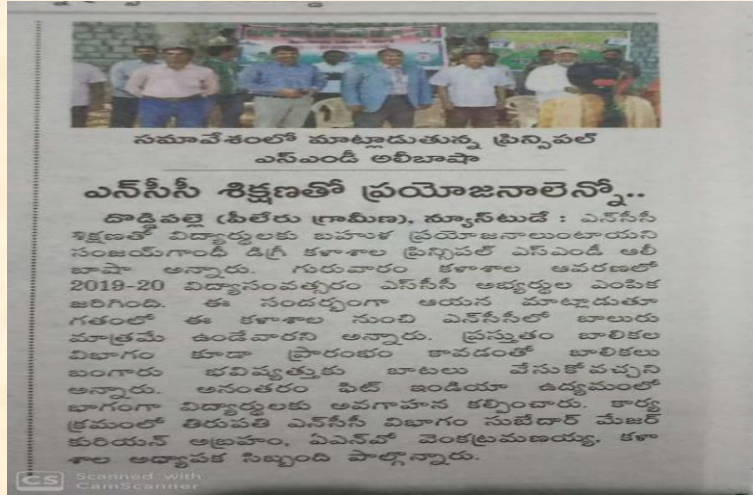 సమావేశంలో మాట్లాడుతున్న ప్రిన్సిపల్
ఎస్ఎండీ అలీబాషా
ఎన్‌సీసీ శిక్షణతో ప్రయోజనాలెన్నో..
దొడ్డిపల్లె (పీలేరు గ్రామీణ), న్యూస్‌టుడే : ఎన్‌సీసీ
శిక్షణతో విద్యార్థులకు బహుళ ప్రయోజనాలుంటాయని
సంజయ్‌గాంధీ డిగ్రీ కళాశాల ప్రిన్సిపల్ ఎస్ఎండీ ఆలీ
బాషా అన్నారు. గురువారం కళాశాల ఆవరణలో
2019-20 విద్యాసంవత్సరం ఎన్‌సీసీ అభ్యర్థుల ఎంపిక
జరిగింది. ఈ సందర్భంగా ఆయన మాట్లాడుతూ
గతంలో ఈ కళాశాల నుంచి ఎన్‌సీసీలో బాలురు
మాత్రమే ఉండేవారని అన్నారు. ప్రస్తుతం బాలికల
విభాగం కూడా ప్రారంభం కావడంతో బాలికలు
బంగారు భవిష్యత్తుకు బాటలు వేసుకోవచ్చని
అన్నారు. అనంతరం ఫిట్ ఇండియా ఉద్యమంలో
భాగంగా విద్యార్థులకు అవగాహన కల్పించారు. కార్య
క్రమంలో తిరుపతి ఎన్‌సీసీ విభాగం సుబేదార్ మేజర్
కురియన్ అబ్రహం, ఏఎన్‌వో వెంకట్రమణయ్య, కళా
శాల అధ్యాపక సిబ్బంది పాల్గొన్నారు.
CS Scanned with
CamScanner